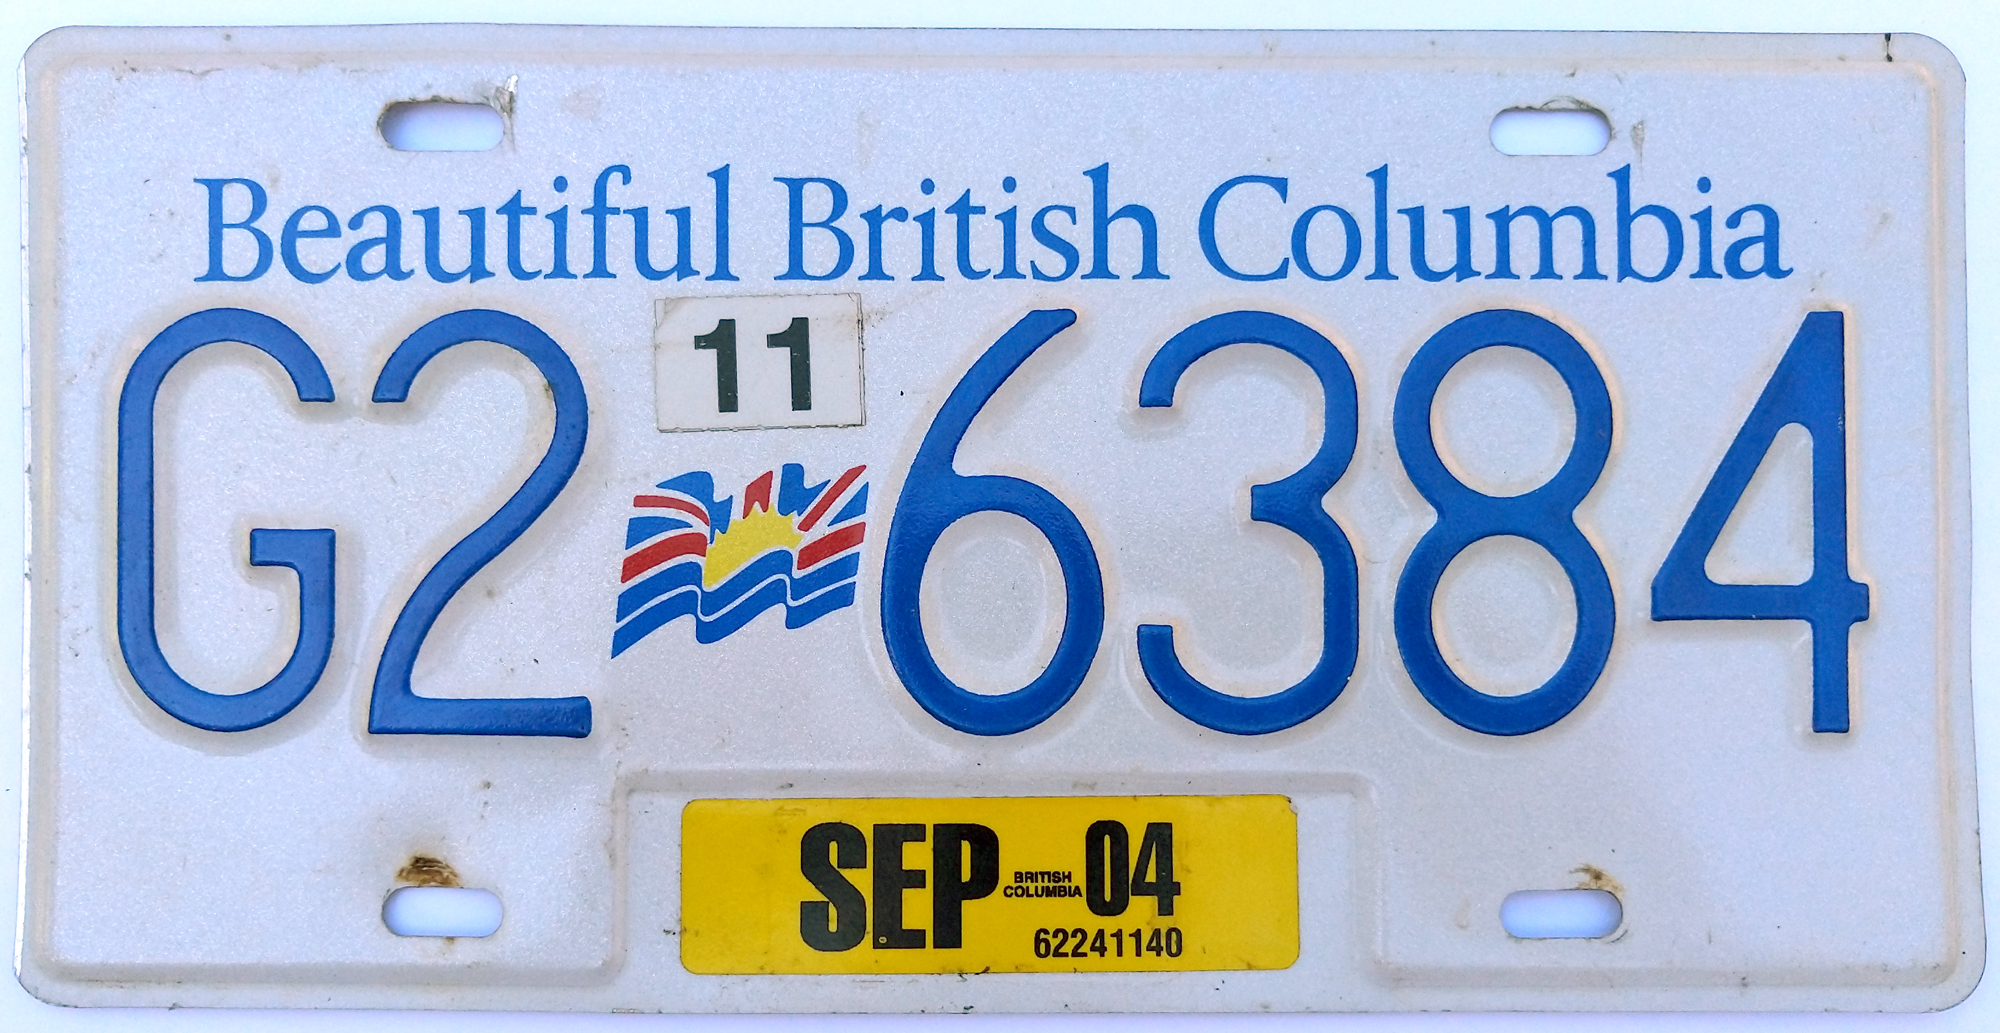 Beautiful British Columbia
11
G2 6384
SEP BRITISH COLUMBIA 04
62241140